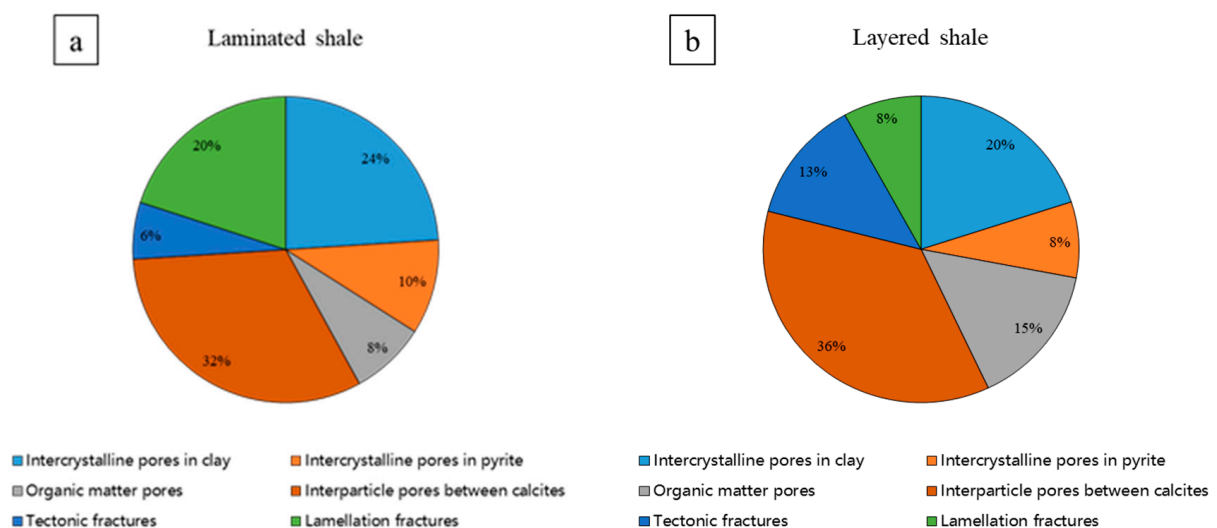 a
Laminated shale
24%
10%
8%
32%
6%
20%
Intercrystalline pores in clay
Intercrystalline pores in pyrite
Organic matter pores
Interparticle pores between calcites
Tectonic fractures
Lamellation fractures
b
Layered shale
20%
8%
15%
36%
13%
8%
Intercrystalline pores in clay
Intercrystalline pores in pyrite
Organic matter pores
Interparticle pores between calcites
Tectonic fractures
Lamellation fractures